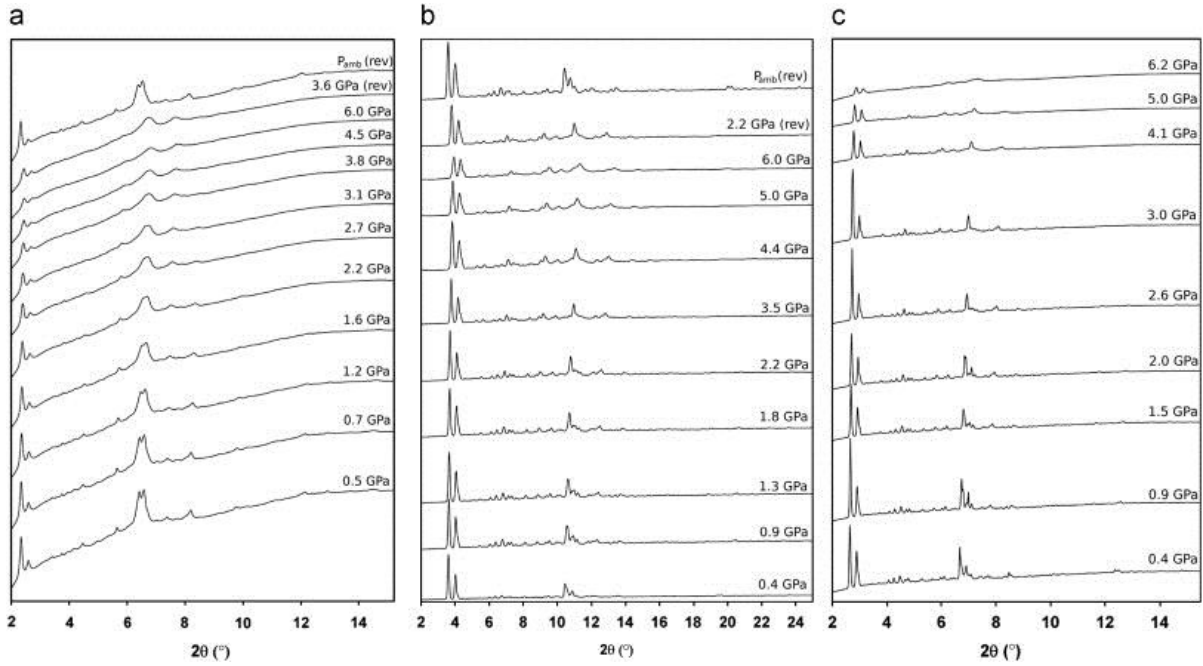 a
P_amb (rev)
3.6 GPa (rev)
6.0 GPa
4.5 GPa
3.8 GPa
3.1 GPa
2.7 GPa
2.2 GPa
1.6 GPa
1.2 GPa
0.7 GPa
0.5 GPa
2 4 6 8 10 12 14
2θ (°)
b
P_amb(rev)
2.2 GPa (rev)
6.0 GPa
5.0 GPa
4.4 GPa
3.5 GPa
2.2 GPa
1.8 GPa
1.3 GPa
0.9 GPa
0.4 GPa
2 4 6 8 10 12 14 16 18 20 22 24
2θ (°)
c
6.2 GPa
5.0 GPa
4.1 GPa
3.0 GPa
2.6 GPa
2.0 GPa
1.5 GPa
0.9 GPa
0.4 GPa
2 4 6 8 10 12 14
2θ (°)